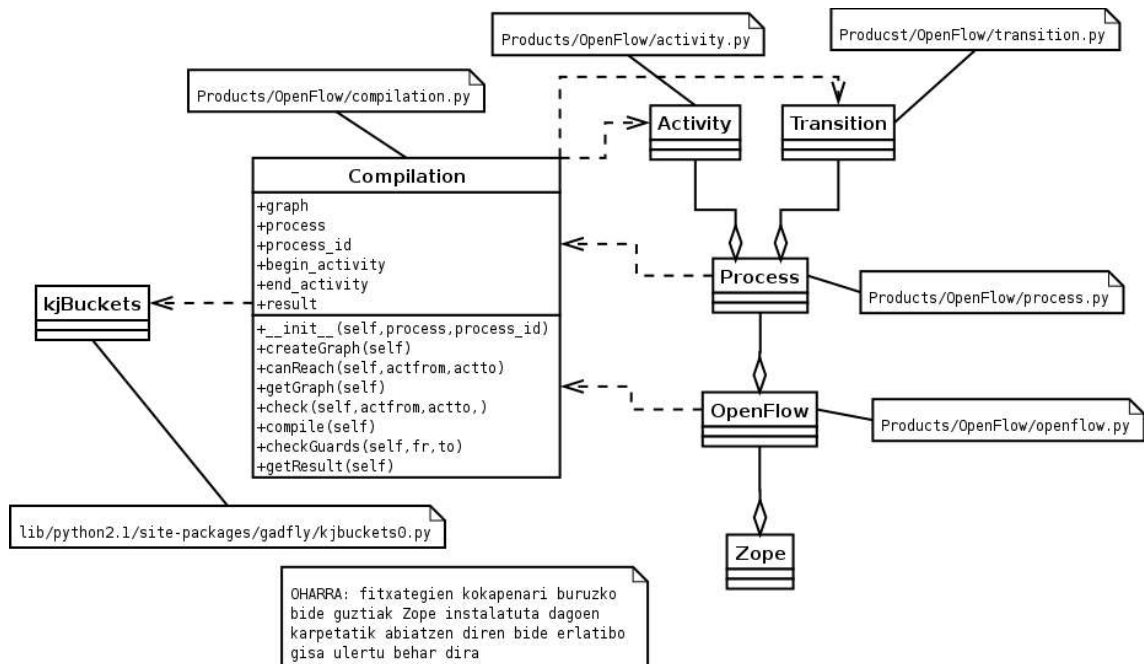 Products/OpenFlow/activity.py
Producst/OpenFlow/transition.py
Products/OpenFlow/compilation.py
Activity
Transition
Compilation
+graph
+process
+process_id
+begin_activity
+end_activity
+result
+__init__(self,process,process_id)
+createGraph(self)
+canReach(self,actfrom,actto)
+getGraph(self)
+check(self,actfrom,actto,)
+compile(self)
+checkGuards(self,fr,to)
+getResult(self)
kjBuckets
Process
Products/OpenFlow/process.py
OpenFlow
Products/OpenFlow/openflow.py
lib/python2.1/site-packages/gadfly/kjbuckets0.py
Zope
OHARRA: fitxategien kokapenari buruzko
bide guztiak Zope instalatuta dagoen
karpetatik abiatzen diren bide erlatibo
gisa ulertu behar dira